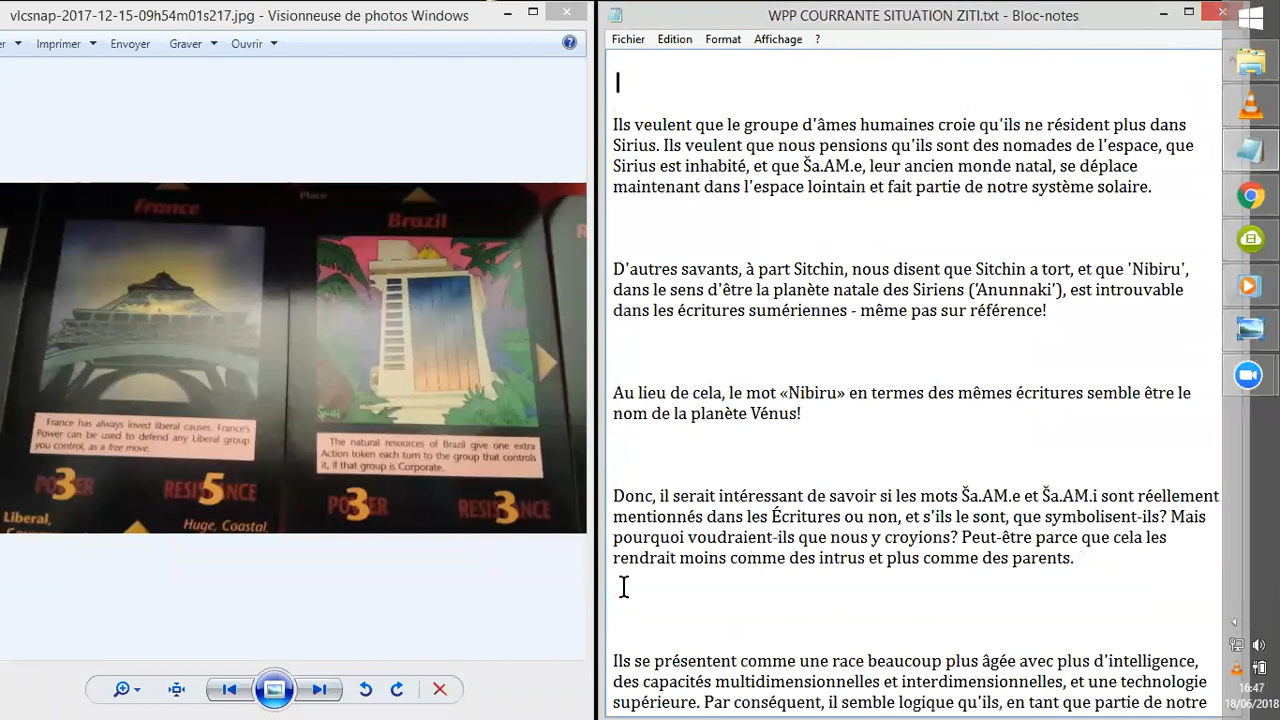 vlcsnap-2017-12-15-09h54m01s217.jpg - Visionneuse de photos Windows
Imprimer
Envoyer
Graver
Ouvrir
France
Place
Brazil
France has always loved liberal causes. France's
Power can be used to defend any Liberal group
you control, as a free move.
The natural resources of Brazil give one extra
Action token each turn to the group that controls
it, if that group is Corporate.
POWER 3
RESISTANCE 5
POWER 3
RESISTANCE 3
Liberal,
Huge, Coastal,
WPP COURRANTE SITUATION ZITI.txt - Bloc-notes
Fichier Edition Format Affichage ?
Ils veulent que le groupe d'âmes humaines croie qu'ils ne résident plus dans
Sirius. Ils veulent que nous pensions qu'ils sont des nomades de l'espace, que
Sirius est inhabité, et que Ša.AM.e, leur ancien monde natal, se déplace
maintenant dans l'espace lointain et fait partie de notre système solaire.
D'autres savants, à part Sitchin, nous disent que Sitchin a tort, et que 'Nibiru',
dans le sens d'être la planète natale des Siriens ('Anunnaki'), est introuvable
dans les écritures sumériennes - même pas sur référence!
Au lieu de cela, le mot «Nibiru» en termes des mêmes écritures semble être le
nom de la planète Vénus!
Donc, il serait intéressant de savoir si les mots Ša.AM.e et Ša.AM.i sont réellement
mentionnés dans les Écritures ou non, et s'ils le sont, que symbolisent-ils? Mais
pourquoi voudraient-ils que nous y croyions? Peut-être parce que cela les
rendrait moins comme des intrus et plus comme des parents.
Ils se présentent comme une race beaucoup plus âgée avec plus d'intelligence,
des capacités multidimensionnelles et interdimensionnelles, et une technologie
supérieure. Par conséquent, il semble logique qu'ils, en tant que partie de notre
16:47
18/06/2018